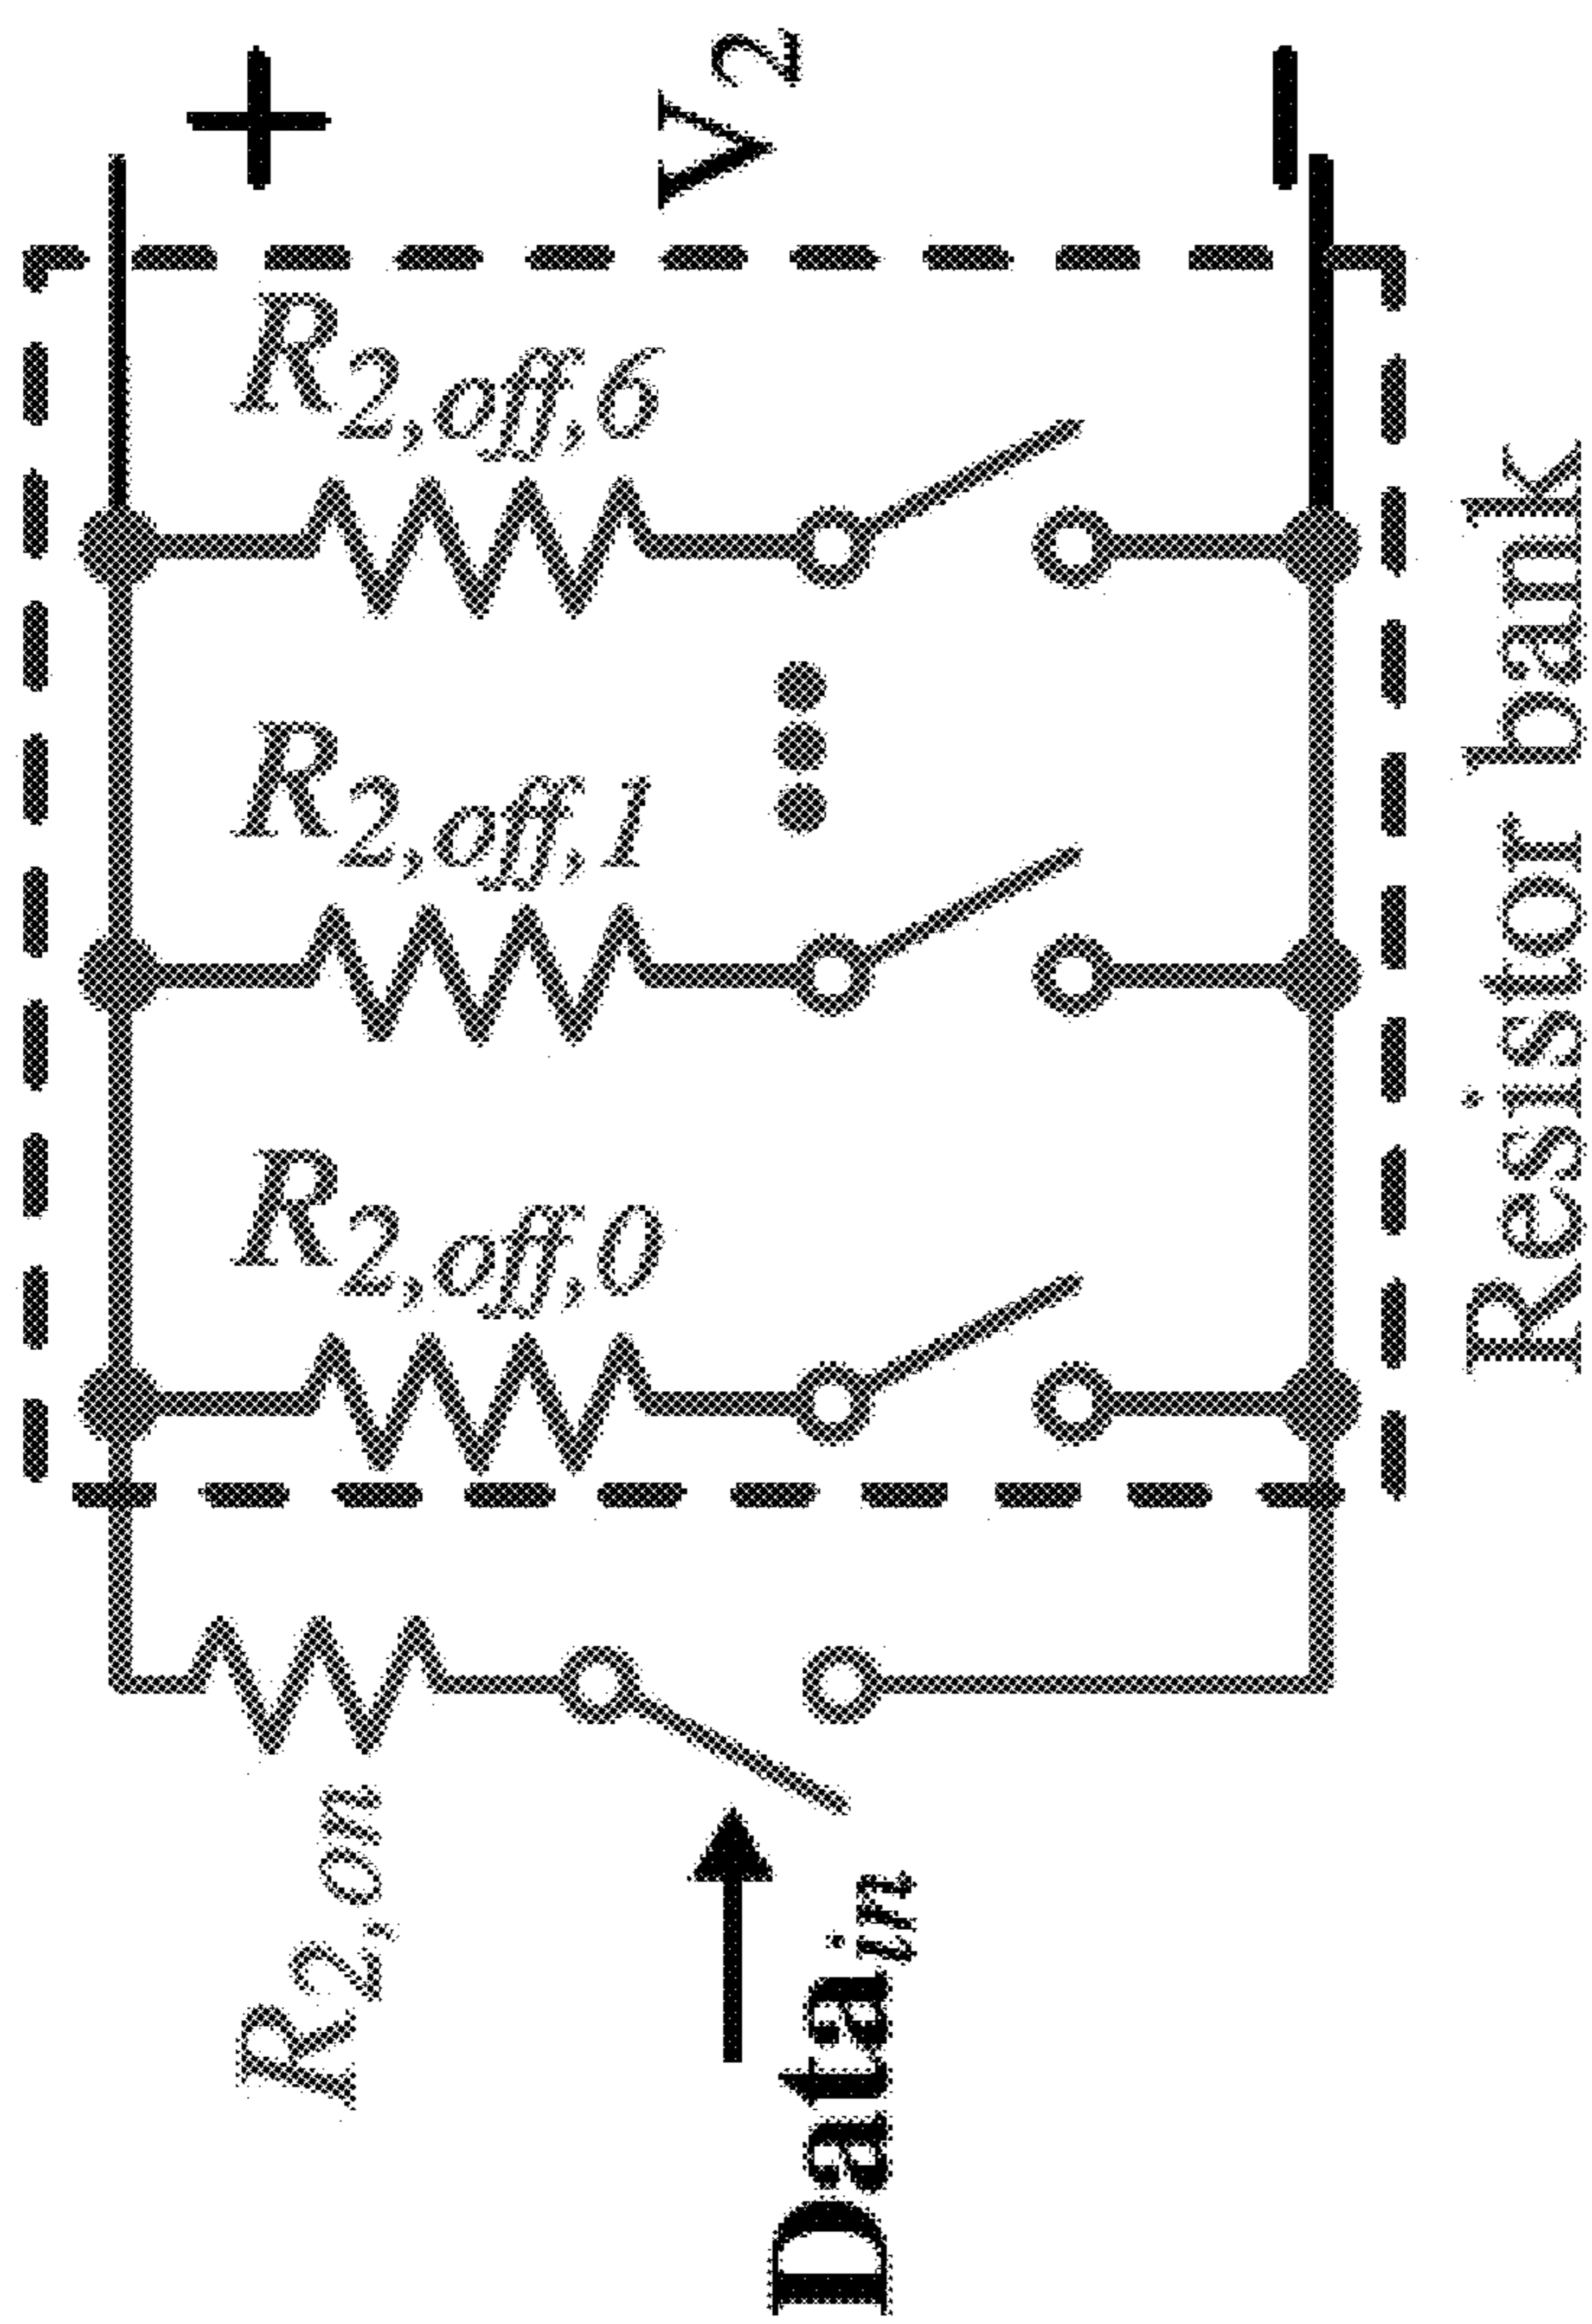 +
V2
−
R2,off,6
R2,off,1
R2,off,0
Resistor bank
R2,on
Datain